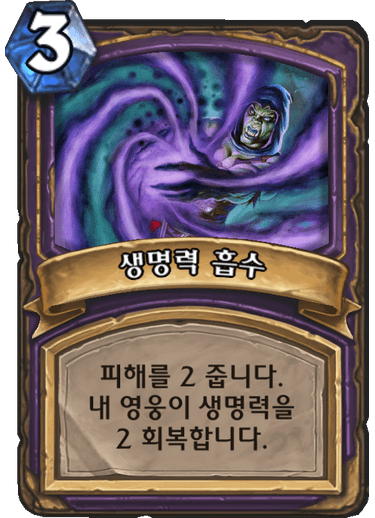 3
생명력 흡수
피해를 2 줍니다.
내 영웅이 생명력을
2 회복합니다.